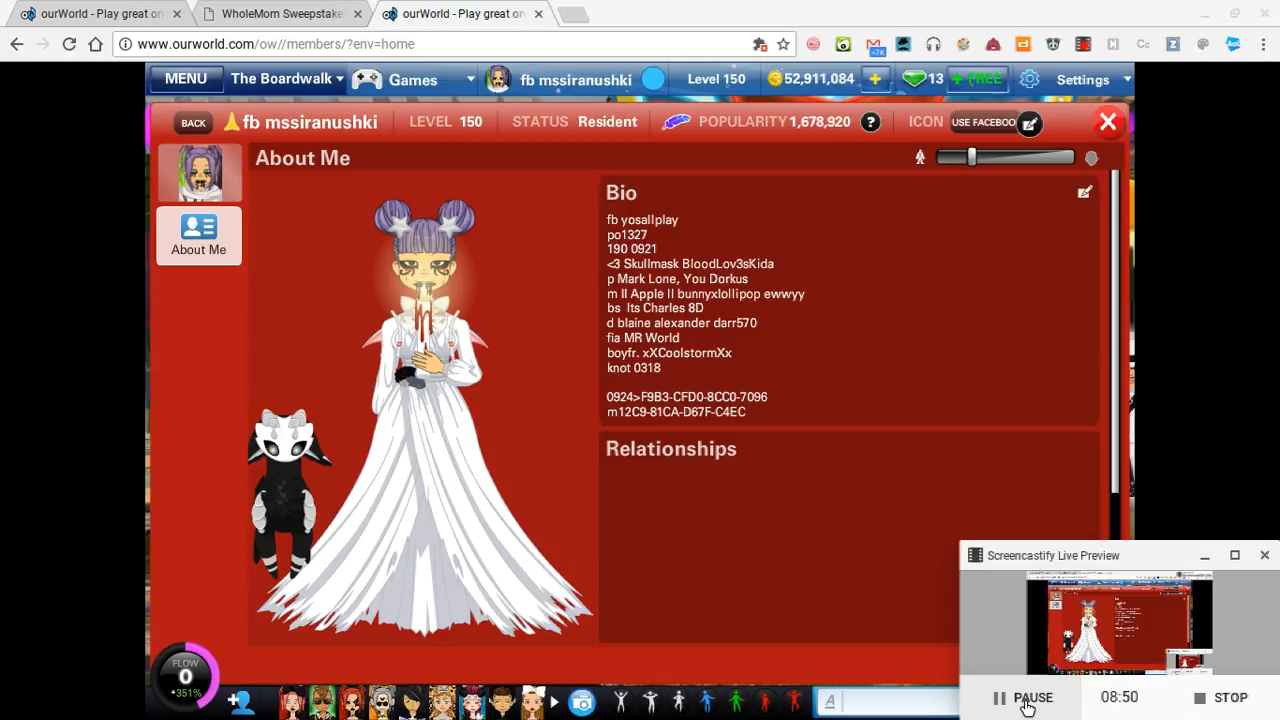 ourWorld - Play great on
WholeMom Sweepstake
ourWorld - Play great on
www.ourworld.com/ow//members/?env=home
MENU The Boardwalk Games fb mssiranushki Level 150 52,911,084 + 13 + FREE Settings
BACK fb mssiranushki LEVEL 150 STATUS Resident POPULARITY 1,678,920 ? ICON USE FACEBOO
About Me
About Me
Bio
fb yosallplay
po1327
190 0921
<3 Skullmask BloodLov3sKida
p Mark Lone, You Dorkus
m II Apple II bunnyxlollipop ewwyy
bs Its Charles 8D
d blaine alexander darr570
fia MR World
boyfr. xXCoolstormXx
knot 0318
0924>F9B3-CFD0-8CC0-7096
m12C9-81CA-D67F-C4EC
Relationships
Screencastify Live Preview
PAUSE 08:50 STOP
FLOW
0
+351%
A